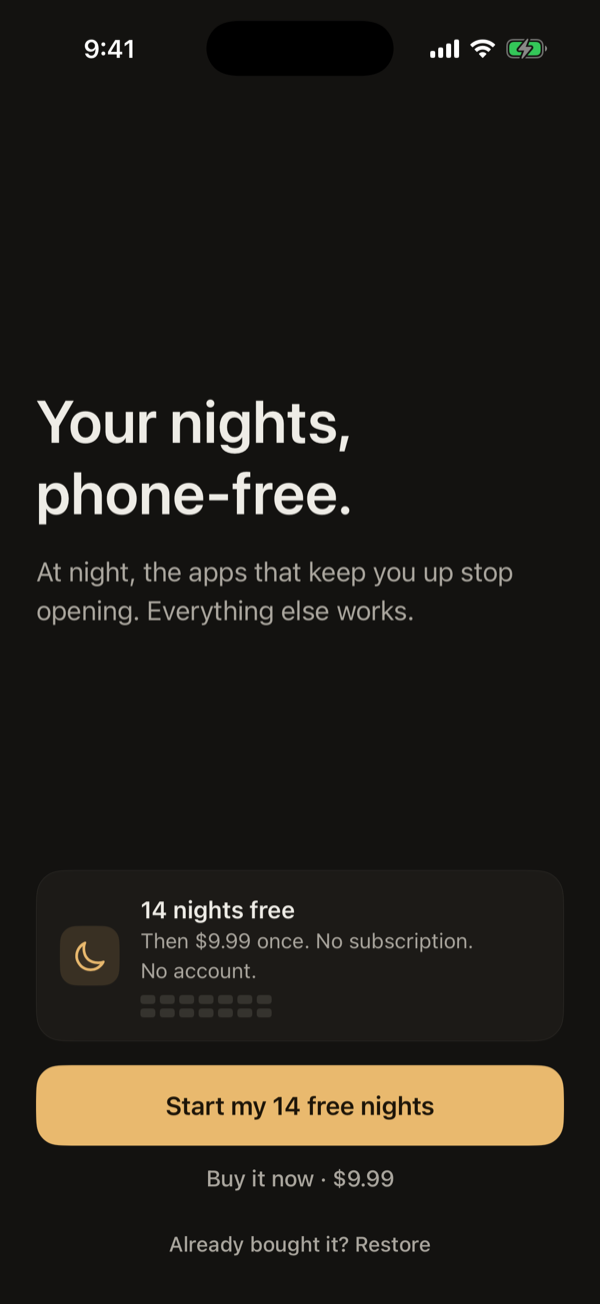 9:41
Your nights,
phone-free.
At night, the apps that keep you up stop
opening. Everything else works.
14 nights free
Then $9.99 once. No subscription.
No account.
Start my 14 free nights
Buy it now · $9.99
Already bought it? Restore